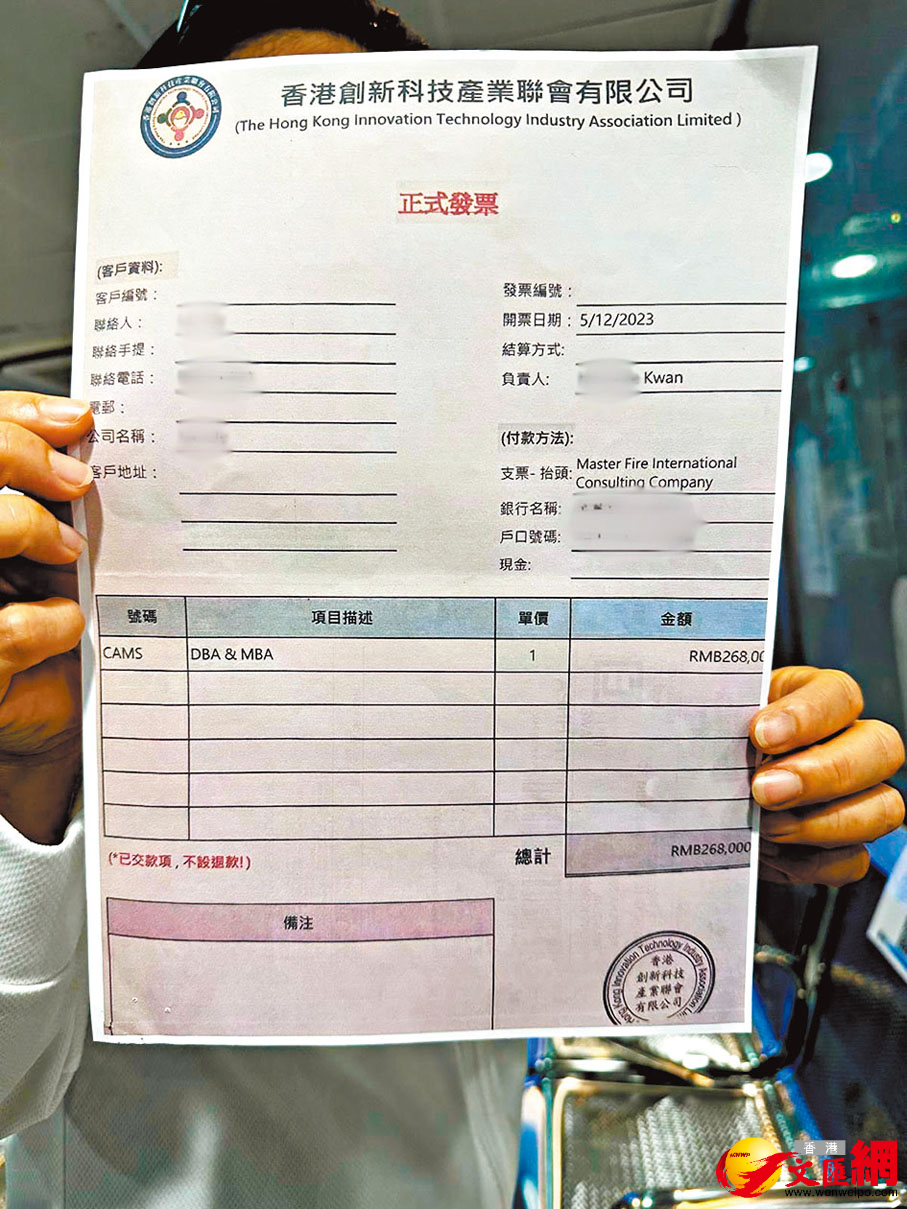 香港創新科技產業聯會有限公司
(The Hong Kong Innovation Technology Industry Association Limited )
正式發票
(客戶資料):
客戶編號：
聯絡人：
聯絡手提：
聯絡電話：
電郵：
公司名稱：
客戶地址：
發票編號：
開票日期：5/12/2023
結算方式:
負責人: Kwan
(付款方法):
支票- 抬頭: Master Fire International
Consulting Company
銀行名稱:
戶口號碼:
現金:
號碼 項目描述 單價 金額
CAMS DBA & MBA 1 RMB268,00
(*已交款項 , 不設退款! ) 總計 RMB268,000
備注
Hong Kong Innovation Technology Industry Association
香港
創新科技
產業聯會
有限公司
香港
文匯網
www.wenweipo.com